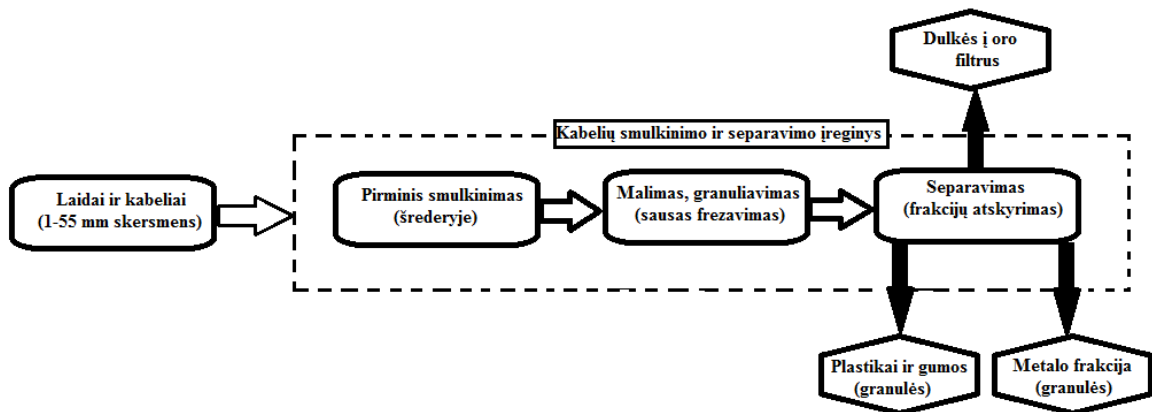 Dulkės į oro
filtrus
Kabelių smulkinimo ir separavimo įreginys
Laidai ir kabeliai
(1-55 mm skersmens)
Pirminis smulkinimas
(šrederyje)
Malimas, granuliavimas
(sausas frezavimas)
Separavimas
(frakcijų atskyrimas)
Plastikai ir gumos
(granulės)
Metalo frakcija
(granulės)